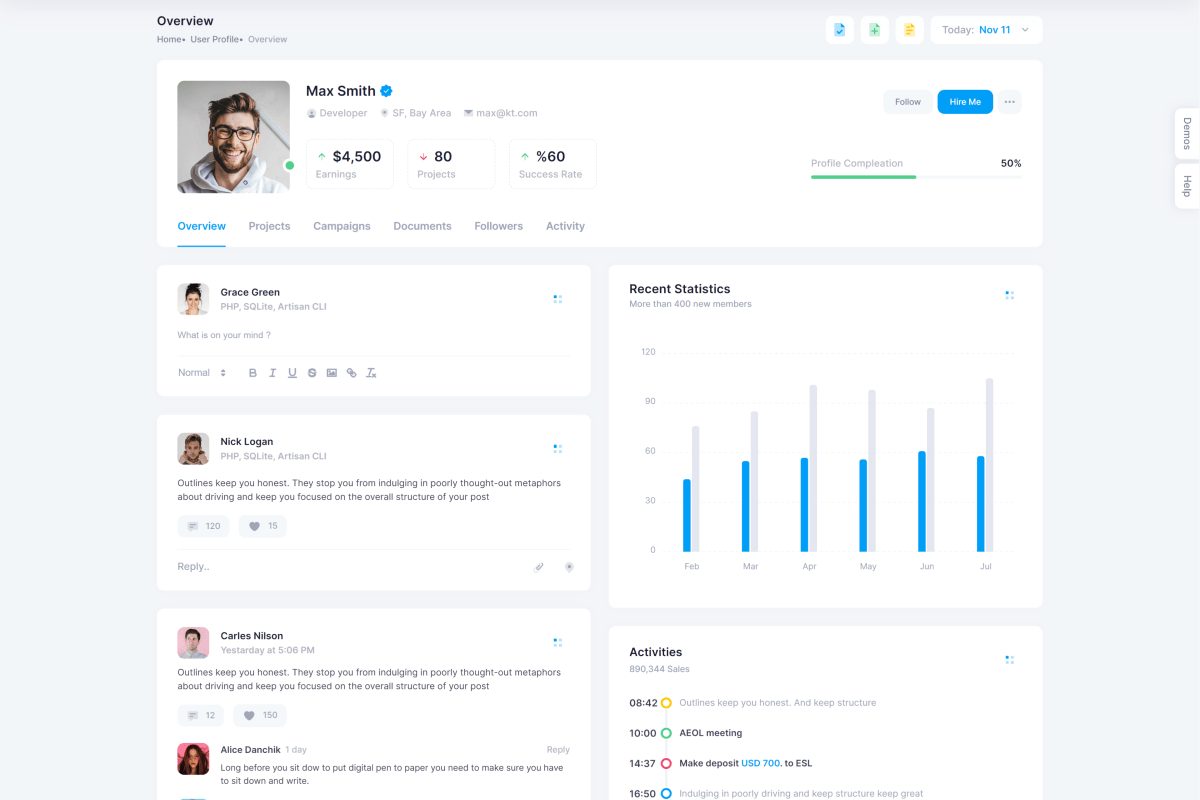 Overview
Home• User Profile• Overview
Today: Nov 11
Demos
Help
Max Smith
Developer SF, Bay Area max@kt.com
Follow
Hire Me
$4,500
Earnings
80
Projects
%60
Success Rate
Profile Compleation 50%
Overview Projects Campaigns Documents Followers Activity
Grace Green
PHP, SQLite, Artisan CLI
What is on your mind ?
Normal B I U S
Nick Logan
PHP, SQLite, Artisan CLI
Outlines keep you honest. They stop you from indulging in poorly thought-out metaphors
about driving and keep you focused on the overall structure of your post
120 15
Reply..
Carles Nilson
Yestarday at 5:06 PM
Outlines keep you honest. They stop you from indulging in poorly thought-out metaphors
about driving and keep you focused on the overall structure of your post
12 150
Alice Danchik 1 day Reply
Long before you sit dow to put digital pen to paper you need to make sure you have
to sit down and write.
Recent Statistics
More than 400 new members
120
90
60
30
0
Feb Mar Apr May Jun Jul
Activities
890,344 Sales
08:42 Outlines keep you honest. And keep structure
10:00 AEOL meeting
14:37 Make deposit USD 700. to ESL
16:50 Indulging in poorly driving and keep structure keep great